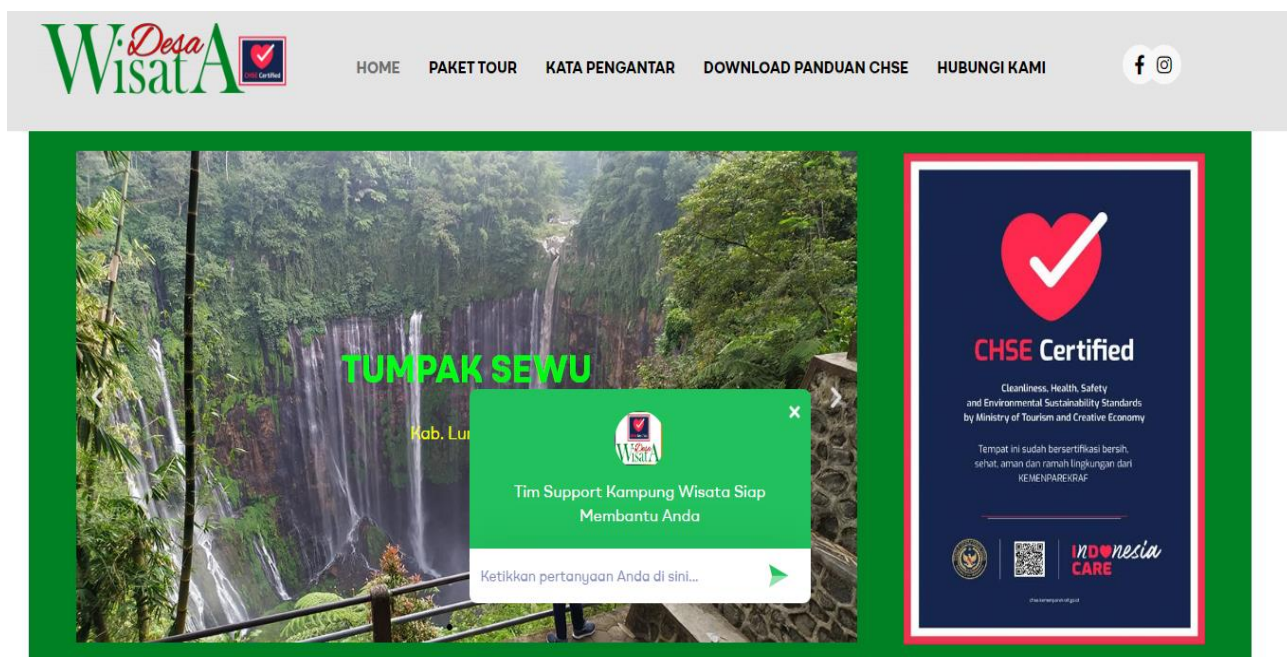 Desa
WisatA
CHSE Certified
HOME PAKET TOUR KATA PENGANTAR DOWNLOAD PANDUAN CHSE HUBUNGI KAMI
TUMPAK SEWU
Kab. Lu
Desa
WisatA
Tim Support Kampung Wisata Siap
Membantu Anda
Ketikkan pertanyaan Anda di sini...
CHSE Certified
Cleanliness, Health, Safety
and Environmental Sustainability Standards
by Ministry of Tourism and Creative Economy
Tempat ini sudah bersertifikasi bersih,
sehat, aman dan ramah lingkungan dari
KEMENPAREKRAF
INDONesia
CARE